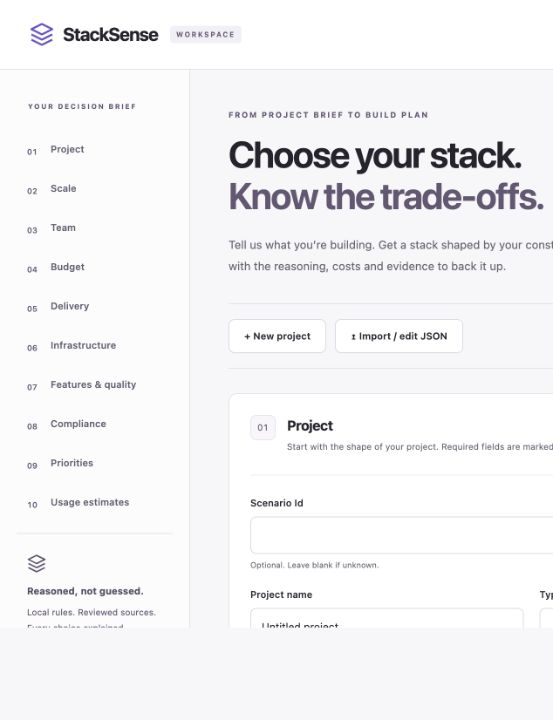 StackSense WORKSPACE
YOUR DECISION BRIEF
01 Project
02 Scale
03 Team
04 Budget
05 Delivery
06 Infrastructure
07 Features & quality
08 Compliance
09 Priorities
10 Usage estimates
Reasoned, not guessed.
Local rules. Reviewed sources.
Every choice explained
FROM PROJECT BRIEF TO BUILD PLAN
Choose your stack.
Know the trade-offs.
Tell us what you're building. Get a stack shaped by your
with the reasoning, costs and evidence to back it up.
+ New project
↥ Import / edit JSON
01 Project
Start with the shape of your project. Required fields are marked
Scenario Id
Optional. Leave blank if unknown.
Project name
Untitled project